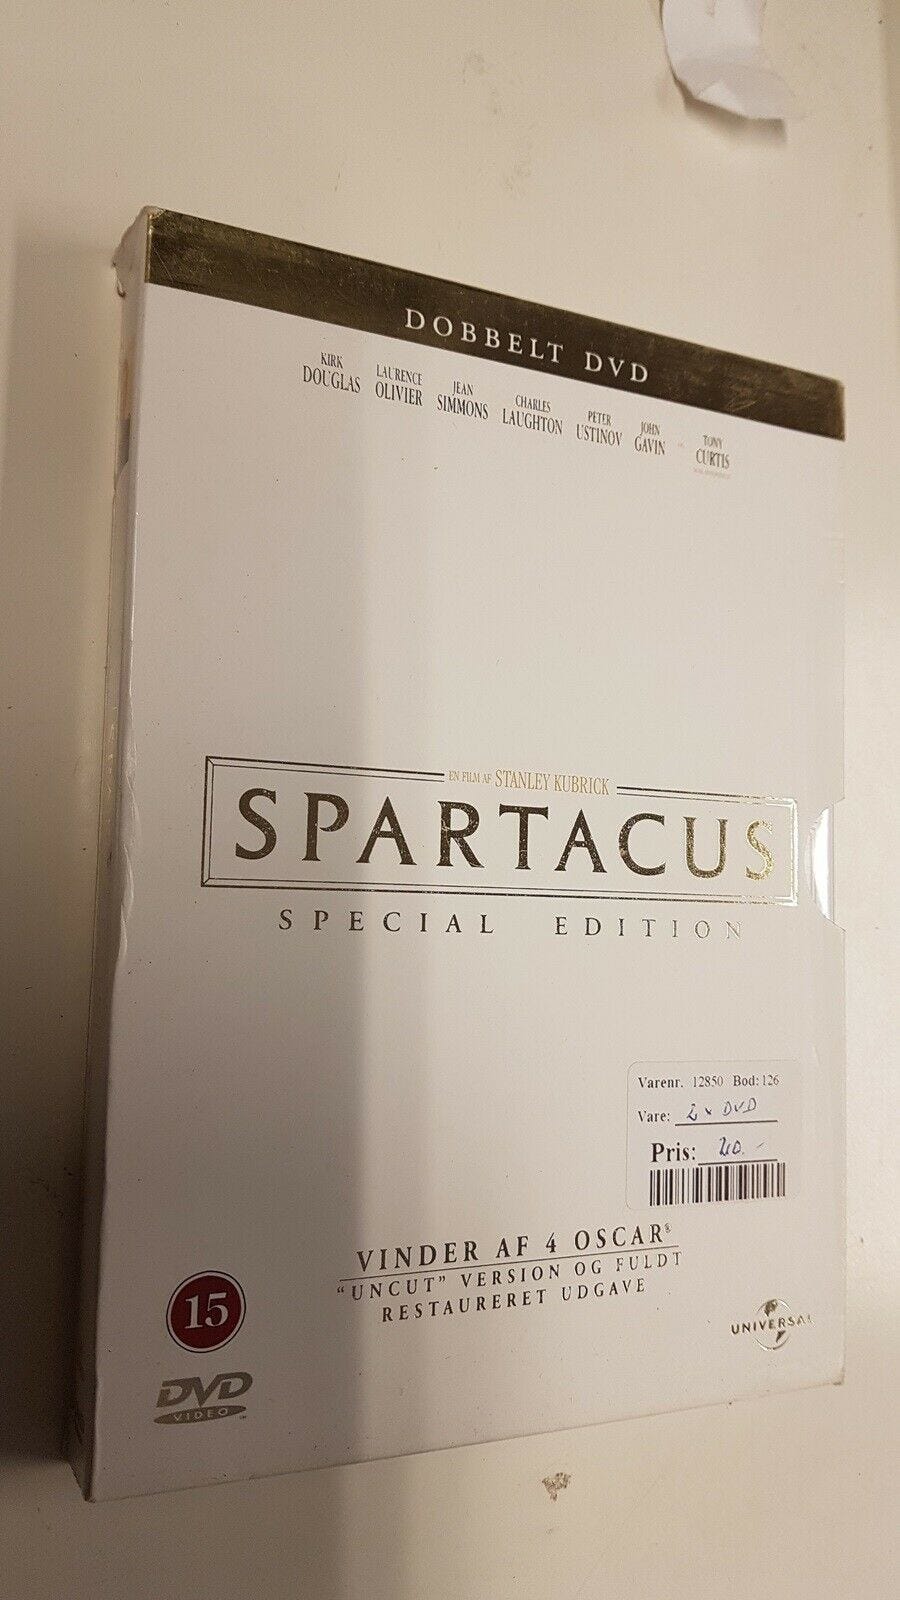 DOBBELT DVD
KIRK DOUGLAS LAURENCE OLIVIER JEAN SIMMONS CHARLES LAUGHTON PETER USTINOV JOHN GAVIN TONY CURTIS
EN FILM AF STANLEY KUBRICK
SPARTACUS
SPECIAL EDITION
Varenr. 12850 Bod: 126
Vare: 2 x DVD
Pris:
VINDER AF 4 OSCAR®
"UNCUT" VERSION OG FULDT
RESTAURERET UDGAVE
15
UNIVERSAL
DVD
VIDEO